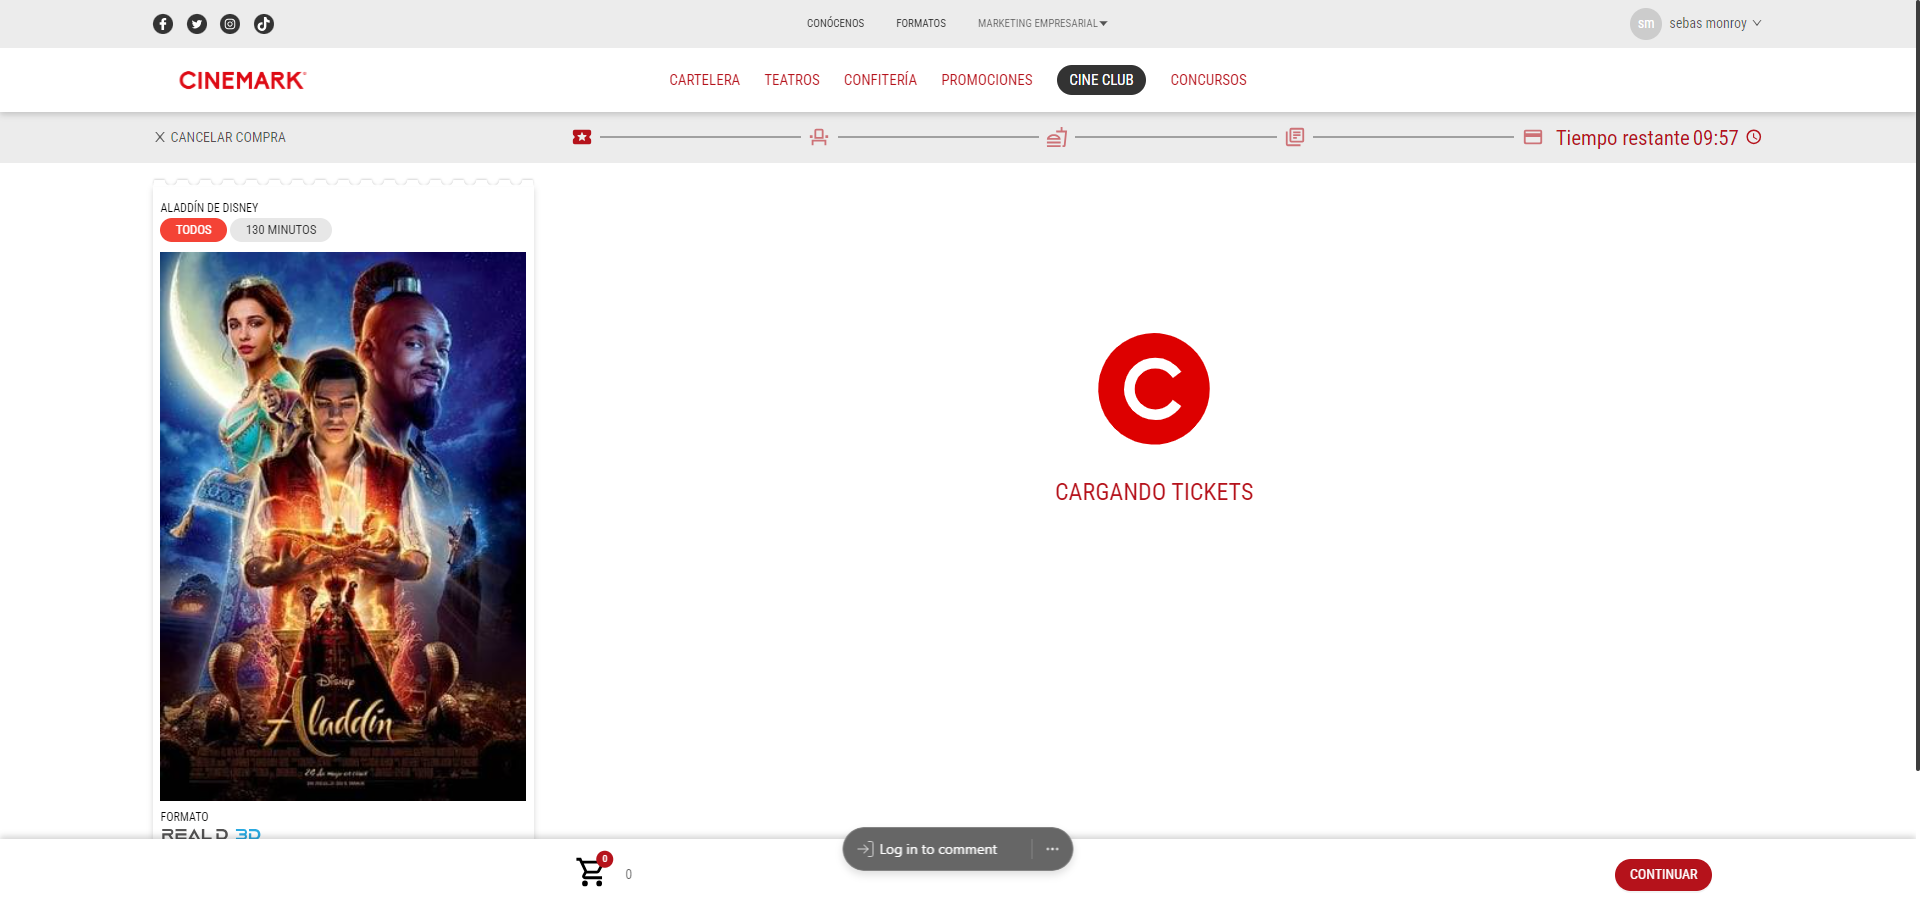 CONÓCENOS FORMATOS MARKETING EMPRESARIAL
sm sebas monroy
CINEMARK
CARTELERA TEATROS CONFITERÍA PROMOCIONES CINE CLUB CONCURSOS
CANCELAR COMPRA
Tiempo restante 09:57
ALADDÍN DE DISNEY
TODOS 130 MINUTOS
Disney
Aladdin
CARGANDO TICKETS
FORMATO
REAL D 3D
0
0
Log in to comment
CONTINUAR